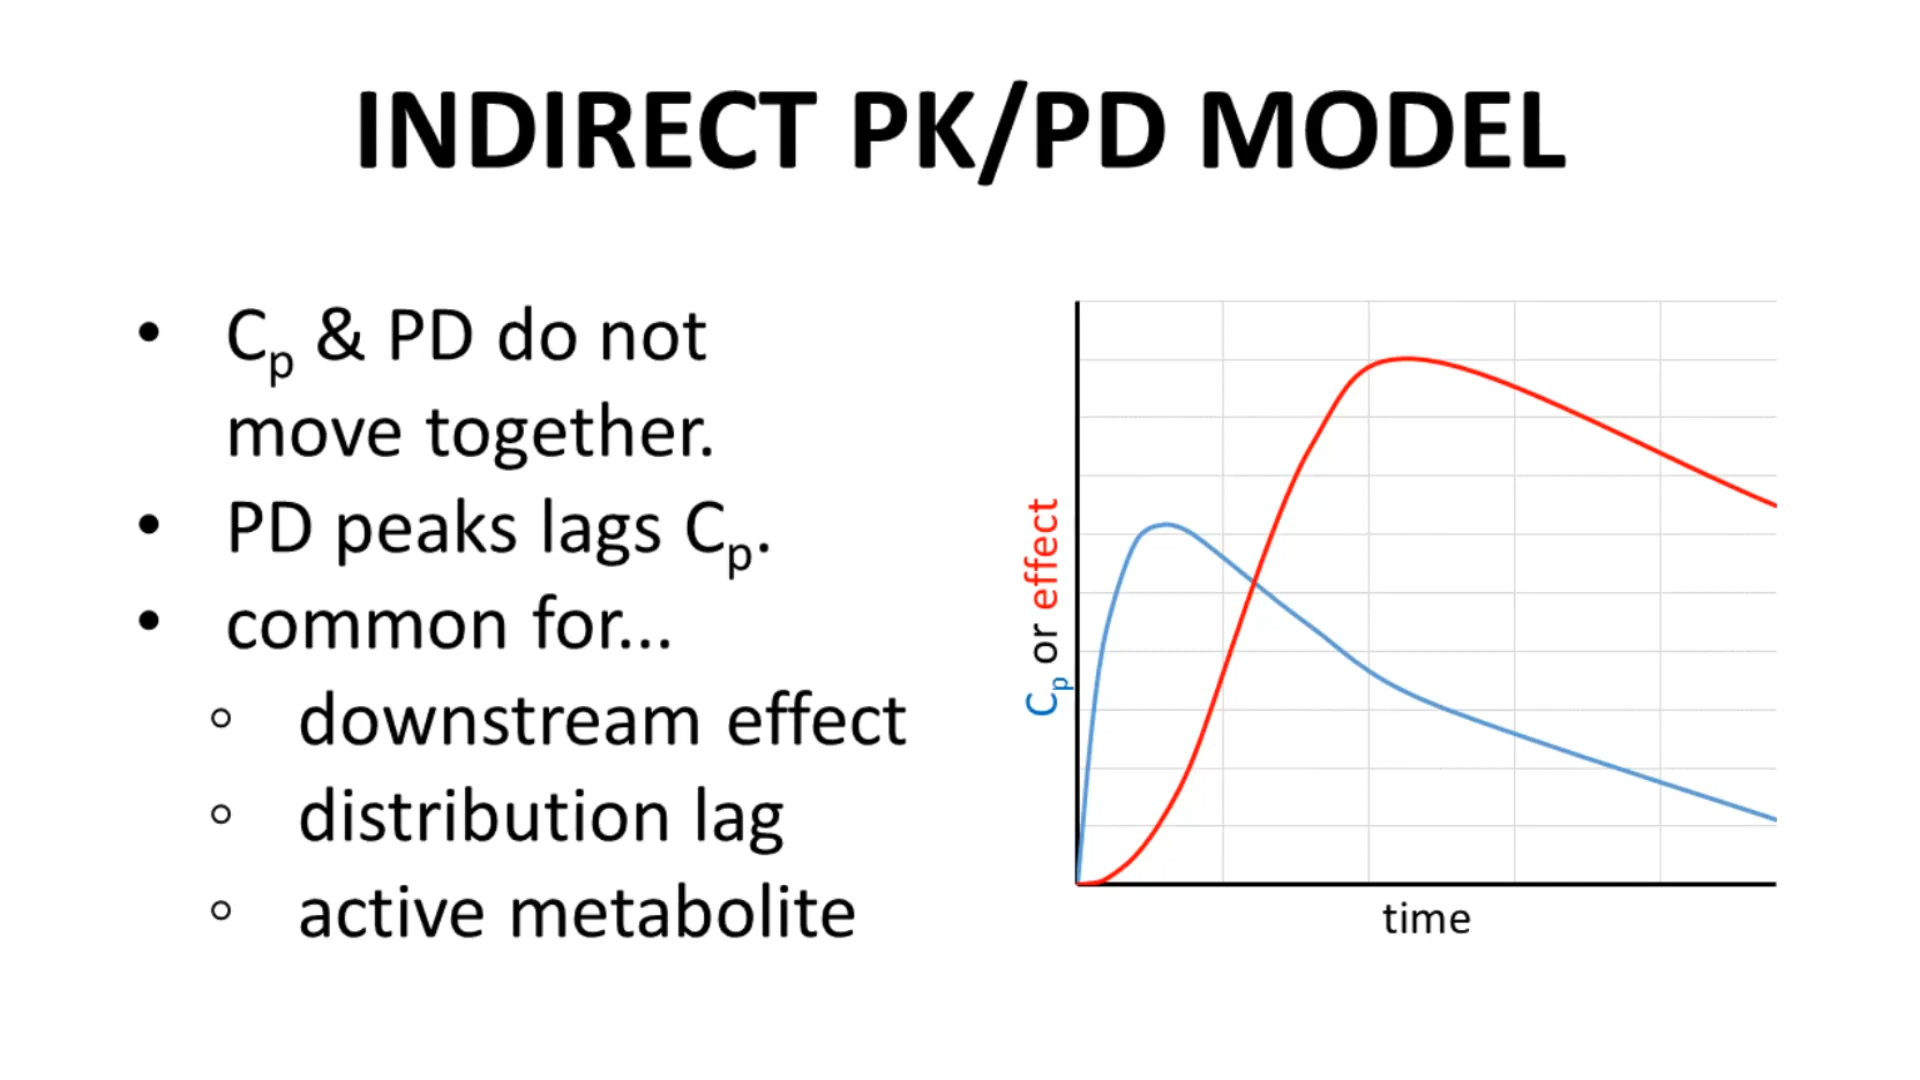 INDIRECT PK/PD MODEL
• Cp & PD do not
move together.
• PD peaks lags Cp.
• common for...
◦ downstream effect
◦ distribution lag
◦ active metabolite
Cp or effect
time